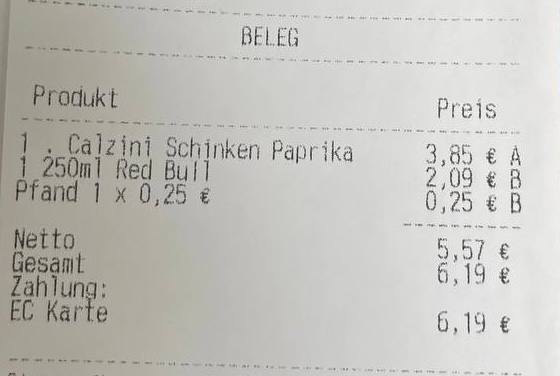 BELEG
Produkt Preis
1 . Calzini Schinken Paprika 3,85 € A
1 250ml Red Bull 2,09 € B
Pfand 1 x 0,25 € 0,25 € B
Netto 5,57 €
Gesamt 6,19 €
Zahlung:
EC Karte 6,19 €